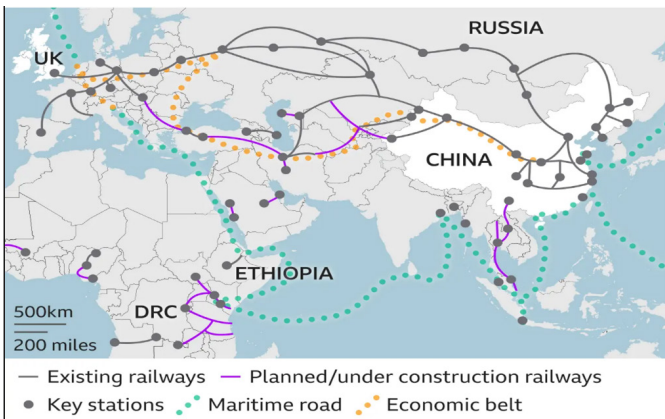 RUSSIA
UK
CHINA
ETHIOPIA
DRC
500km
200 miles
Existing railways
Planned/under construction railways
Key stations
Maritime road
Economic belt